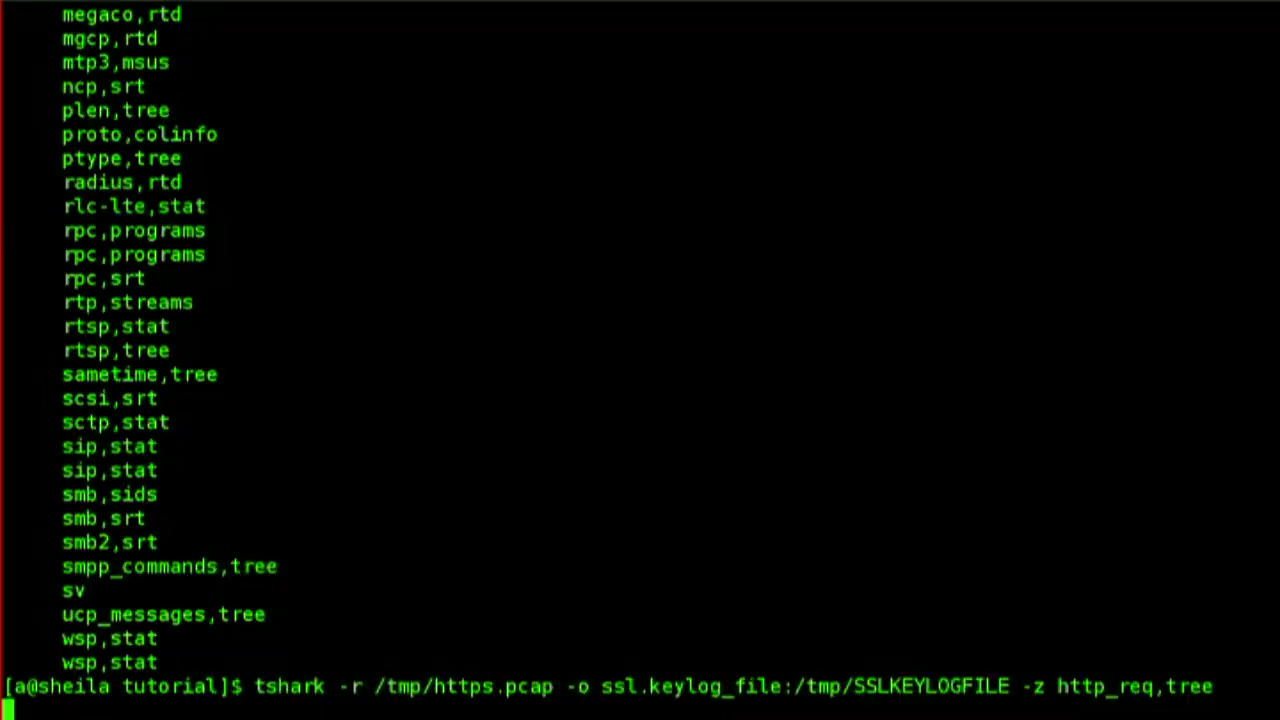 megaco,rtd
mgcp,rtd
mtp3,msus
ncp,srt
plen,tree
proto,colinfo
ptype,tree
radius,rtd
rlc-lte,stat
rpc,programs
rpc,programs
rpc,srt
rtp,streams
rtsp,stat
rtsp,tree
sametime,tree
scsi,srt
sctp,stat
sip,stat
sip,stat
smb,sids
smb,srt
smb2,srt
smpp_commands,tree
sv
ucp_messages,tree
wsp,stat
wsp,stat
[a@sheila tutorial]$ tshark -r /tmp/https.pcap -o ssl.keylog_file:/tmp/SSLKEYLOGFILE -z http_req,tree